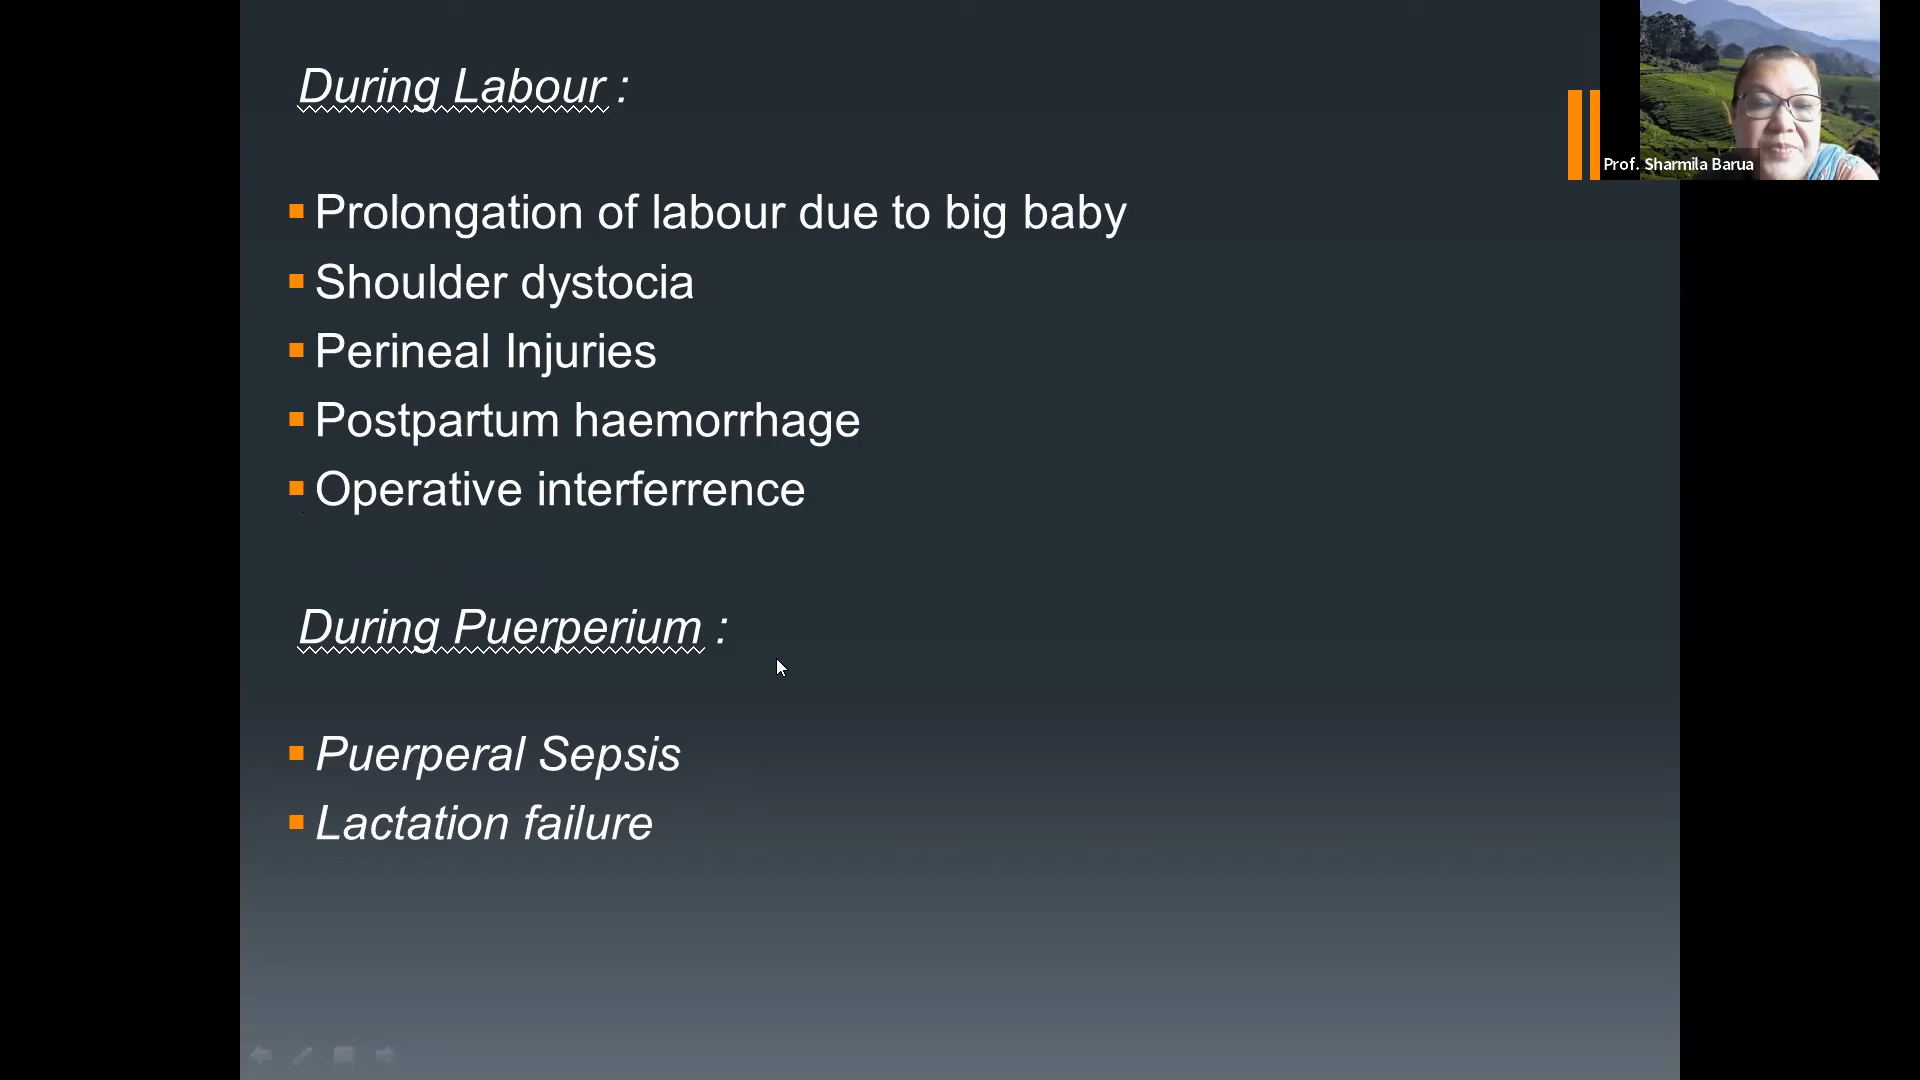 During Labour :
Prof. Sharmila Barua
▪ Prolongation of labour due to big baby
▪ Shoulder dystocia
▪ Perineal Injuries
▪ Postpartum haemorrhage
▪ Operative interferrence
During Puerperium :
▪ Puerperal Sepsis
▪ Lactation failure